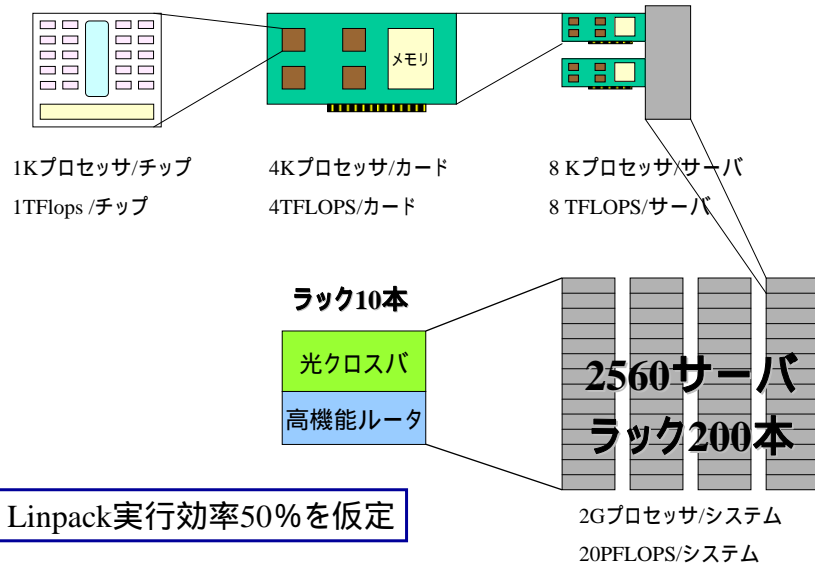 メモリ
1Kプロセッサ/チップ
1TFlops /チップ
4Kプロセッサ/カード
4TFLOPS/カード
8 Kプロセッサ/サーバ
8 TFLOPS/サーバ
ラック10本
光クロスバ
高機能ルータ
2560サーバ
ラック200本
Linpack実行効率50%を仮定
2Gプロセッサ/システム
20PFLOPS/システム